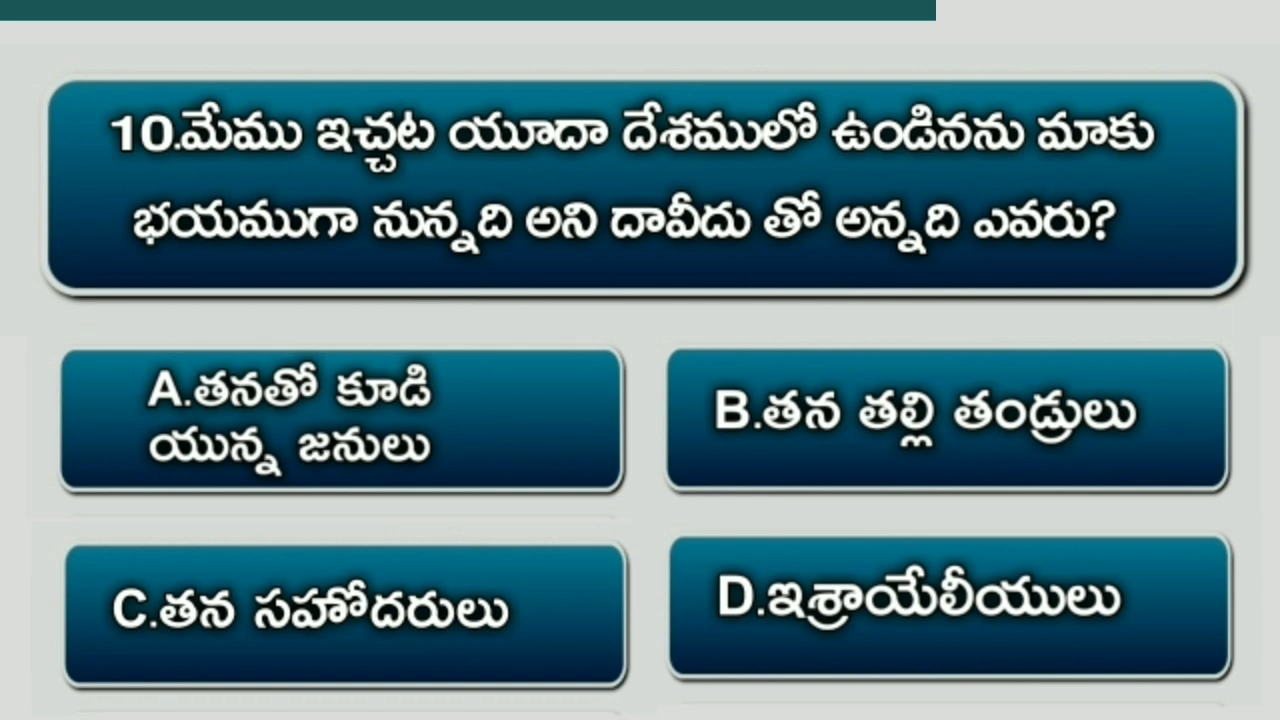 10.మేము ఇచ్చట యూదా దేశములో ఉండినను మాకు
భయముగా నున్నది అని దావీదు తో అన్నది ఎవరు?
A.తనతో కూడి
యున్న జనులు
B.తన తల్లి తండ్రులు
C.తన సహోదరులు
D.ఇశ్రాయేలీయులు